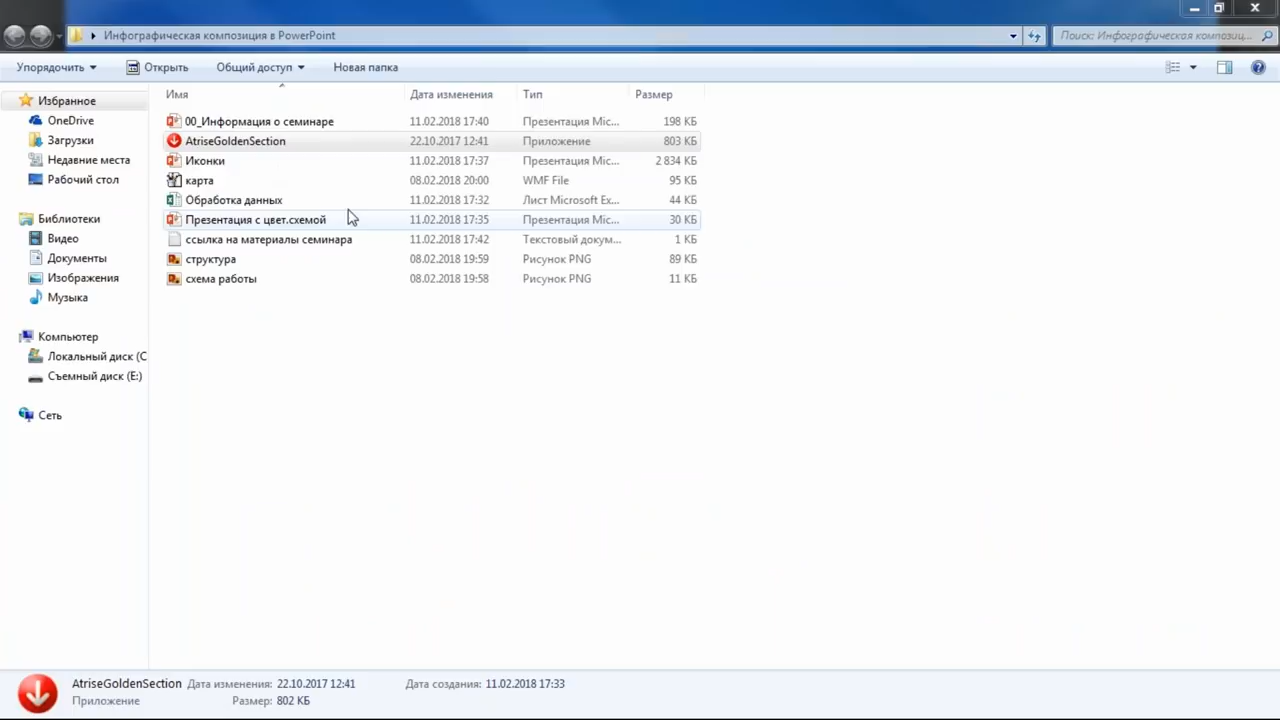 Инфографическая композиция в PowerPoint
Поиск: Инфографическая композиц...
Упорядочить Открыть Общий доступ Новая папка
Имя Дата изменения Тип Размер
Избранное
OneDrive
Загрузки
Недавние места
Рабочий стол
Библиотеки
Видео
Документы
Изображения
Музыка
Компьютер
Локальный диск (C
Съемный диск (E:)
Сеть
00_Информация о семинаре 11.02.2018 17:40 Презентация Mic... 198 КБ
AtriseGoldenSection 22.10.2017 12:41 Приложение 803 КБ
Иконки 11.02.2018 17:37 Презентация Mic... 2 834 КБ
карта 08.02.2018 20:00 WMF File 95 КБ
Обработка данных 11.02.2018 17:32 Лист Microsoft Ex... 44 КБ
Презентация с цвет.схемой 11.02.2018 17:35 Презентация Mic... 30 КБ
ссылка на материалы семинара 11.02.2018 17:42 Текстовый докум... 1 КБ
структура 08.02.2018 19:59 Рисунок PNG 89 КБ
схема работы 08.02.2018 19:58 Рисунок PNG 11 КБ
AtriseGoldenSection Дата изменения: 22.10.2017 12:41 Дата создания: 11.02.2018 17:33
Приложение Размер: 802 КБ